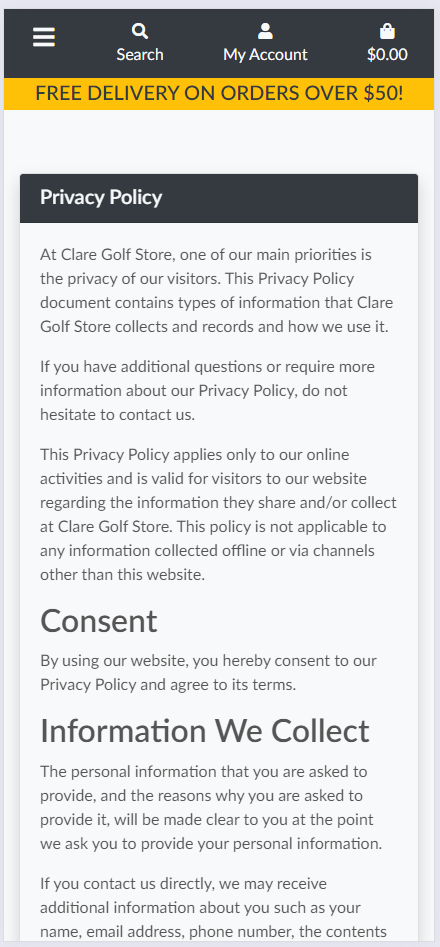 Search
My Account
$0.00
FREE DELIVERY ON ORDERS OVER $50!
Privacy Policy
At Clare Golf Store, one of our main priorities is
the privacy of our visitors. This Privacy Policy
document contains types of information that Clare
Golf Store collects and records and how we use it.
If you have additional questions or require more
information about our Privacy Policy, do not
hesitate to contact us.
This Privacy Policy applies only to our online
activities and is valid for visitors to our website
regarding the information they share and/or collect
at Clare Golf Store. This policy is not applicable to
any information collected offline or via channels
other than this website.
Consent
By using our website, you hereby consent to our
Privacy Policy and agree to its terms.
Information We Collect
The personal information that you are asked to
provide, and the reasons why you are asked to
provide it, will be made clear to you at the point
we ask you to provide your personal information.
If you contact us directly, we may receive
additional information about you such as your
name, email address, phone number, the contents